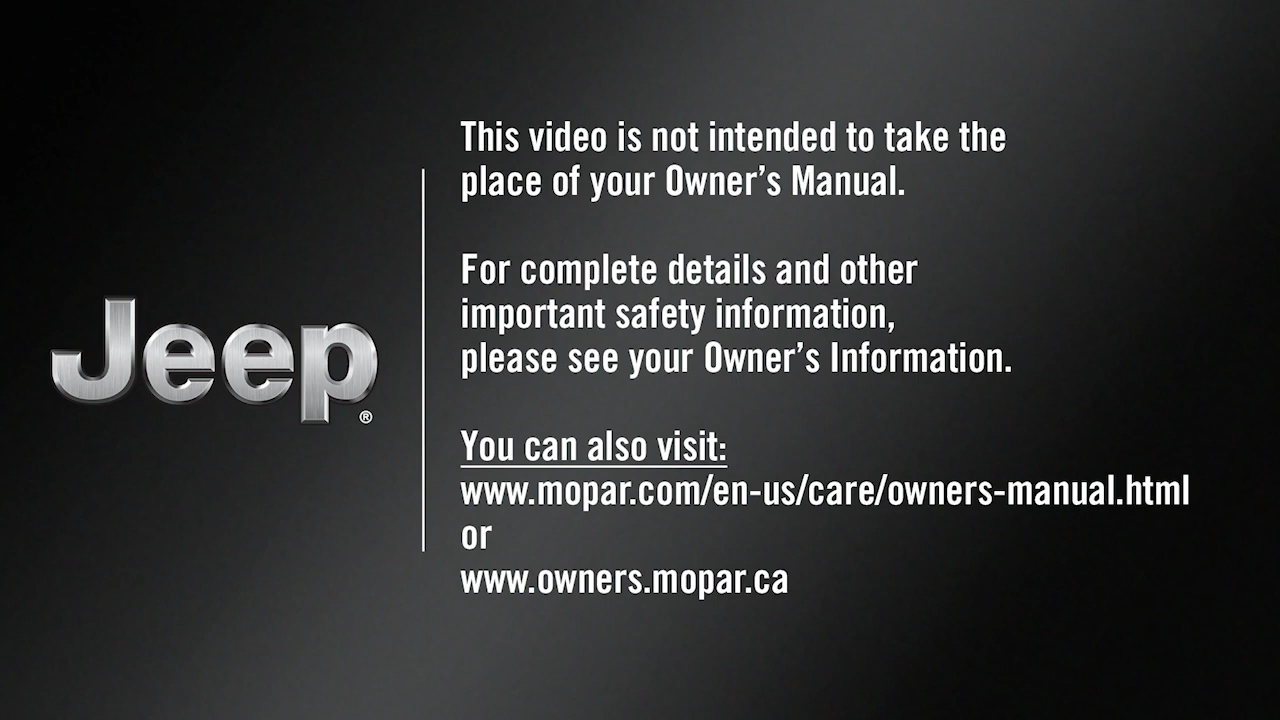 Jeep®
This video is not intended to take the
place of your Owner’s Manual.
For complete details and other
important safety information,
please see your Owner’s Information.
You can also visit:
www.mopar.com/en-us/care/owners-manual.html
or
www.owners.mopar.ca